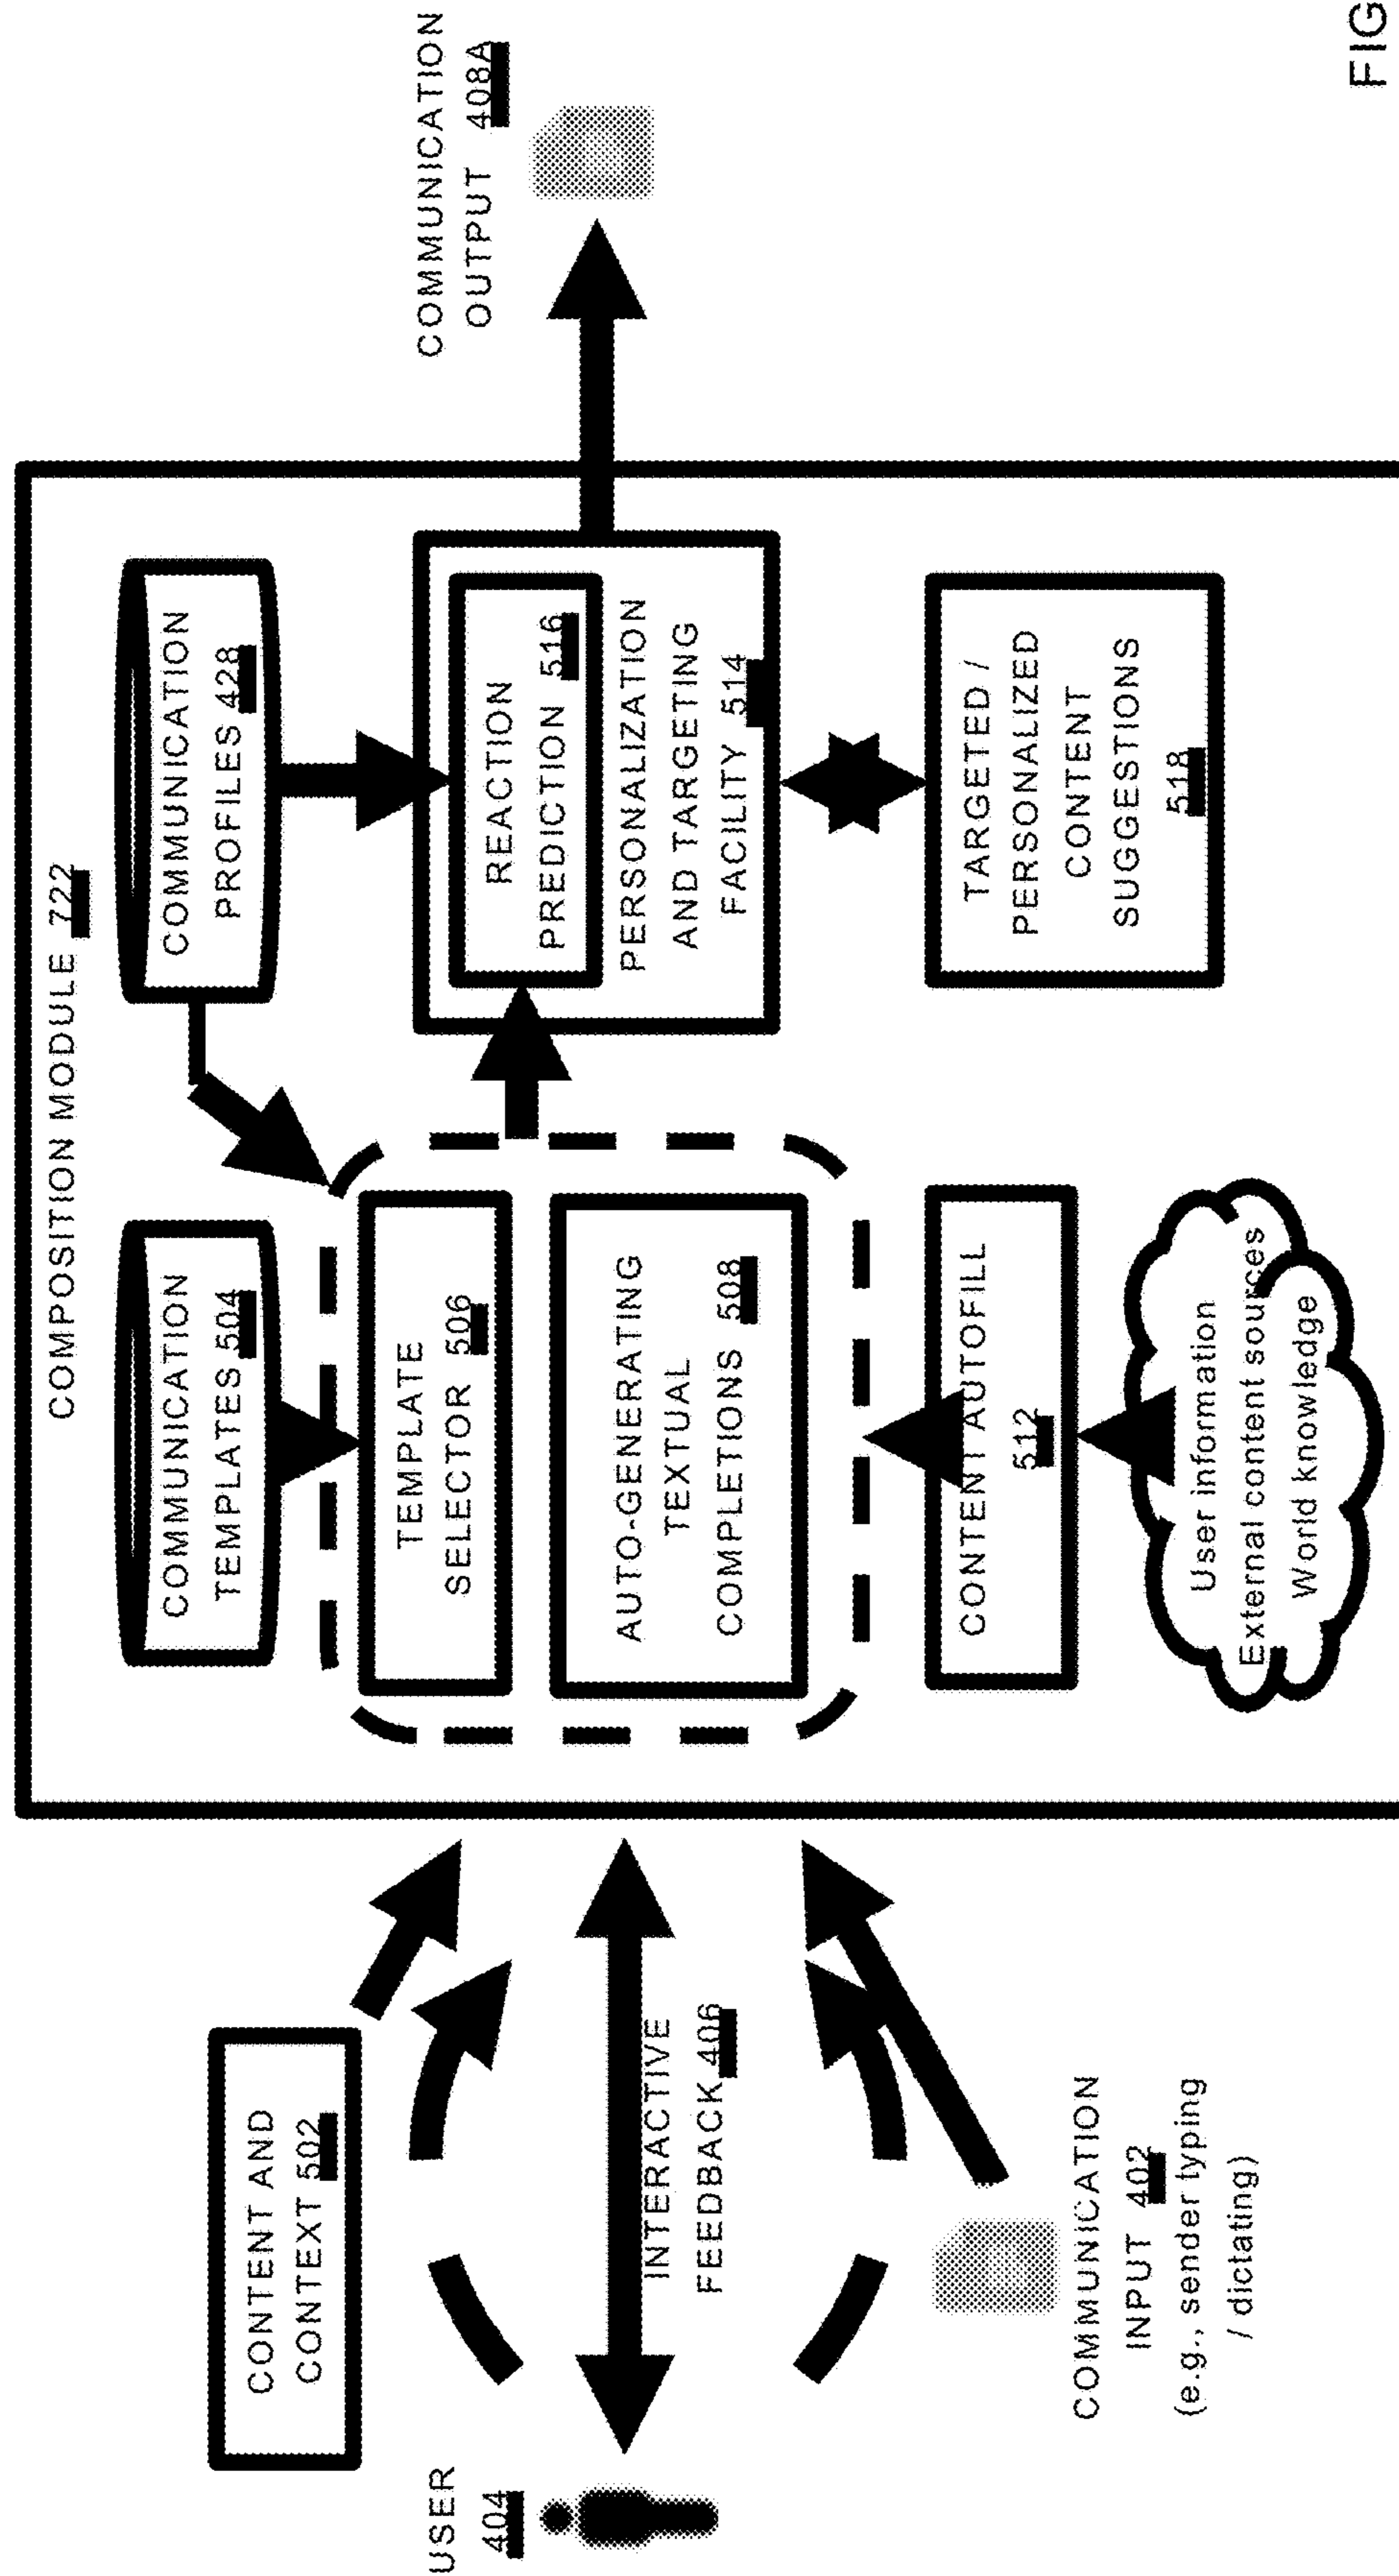 COMPOSITION MODULE 722
CONTENT AND
CONTEXT 502
USER
404
INTERACTIVE
FEEDBACK 406
COMMUNICATION
INPUT 402
(e.g., sender typing
/ dictating)
COMMUNICATION
TEMPLATES 504
TEMPLATE
SELECTOR 506
AUTO-GENERATING
TEXTUAL
COMPLETIONS 508
CONTENT AUTOFILL
512
User information
External content sources
World knowledge
COMMUNICATION
PROFILES 428
REACTION
PREDICTION 516
PERSONALIZATION
AND TARGETING
FACILITY 514
TARGETED /
PERSONALIZED
CONTENT
SUGGESTIONS
518
COMMUNICATION
OUTPUT 408A
FIG